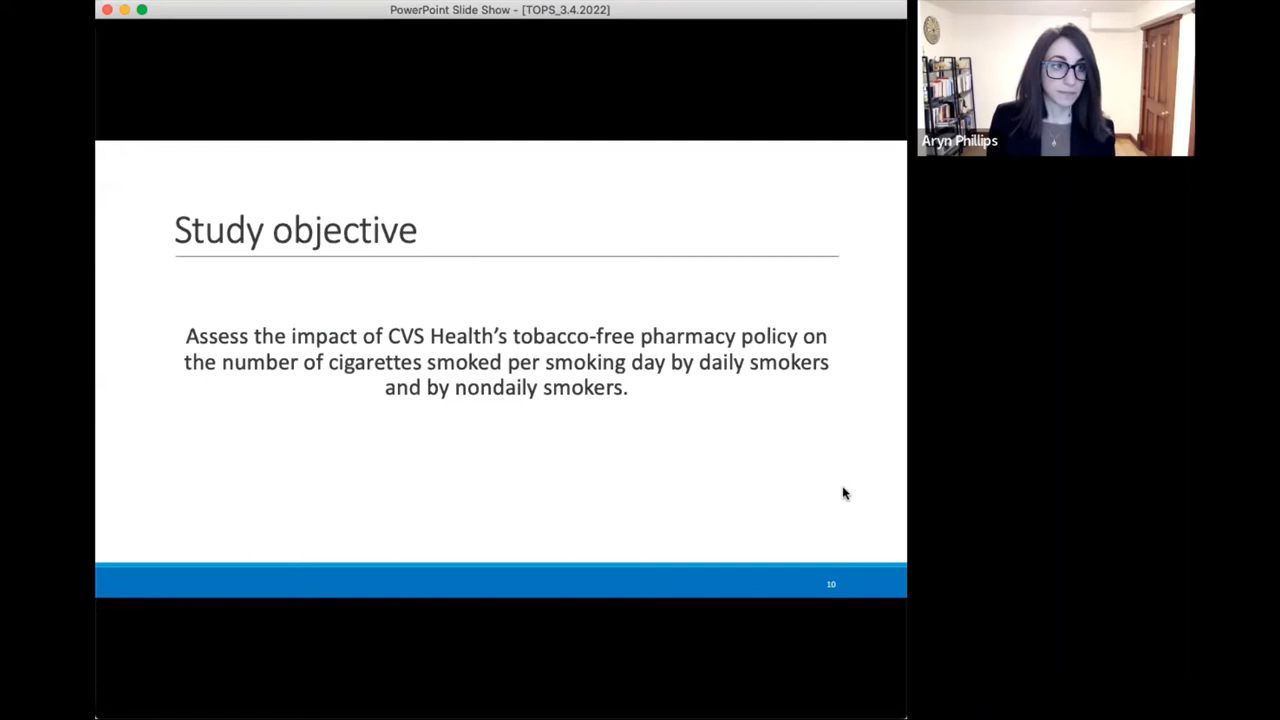 PowerPoint Slide Show - [TOPS_3.4.2022]
Aryn Phillips
Study objective
Assess the impact of CVS Health’s tobacco-free pharmacy policy on
the number of cigarettes smoked per smoking day by daily smokers
and by nondaily smokers.
10